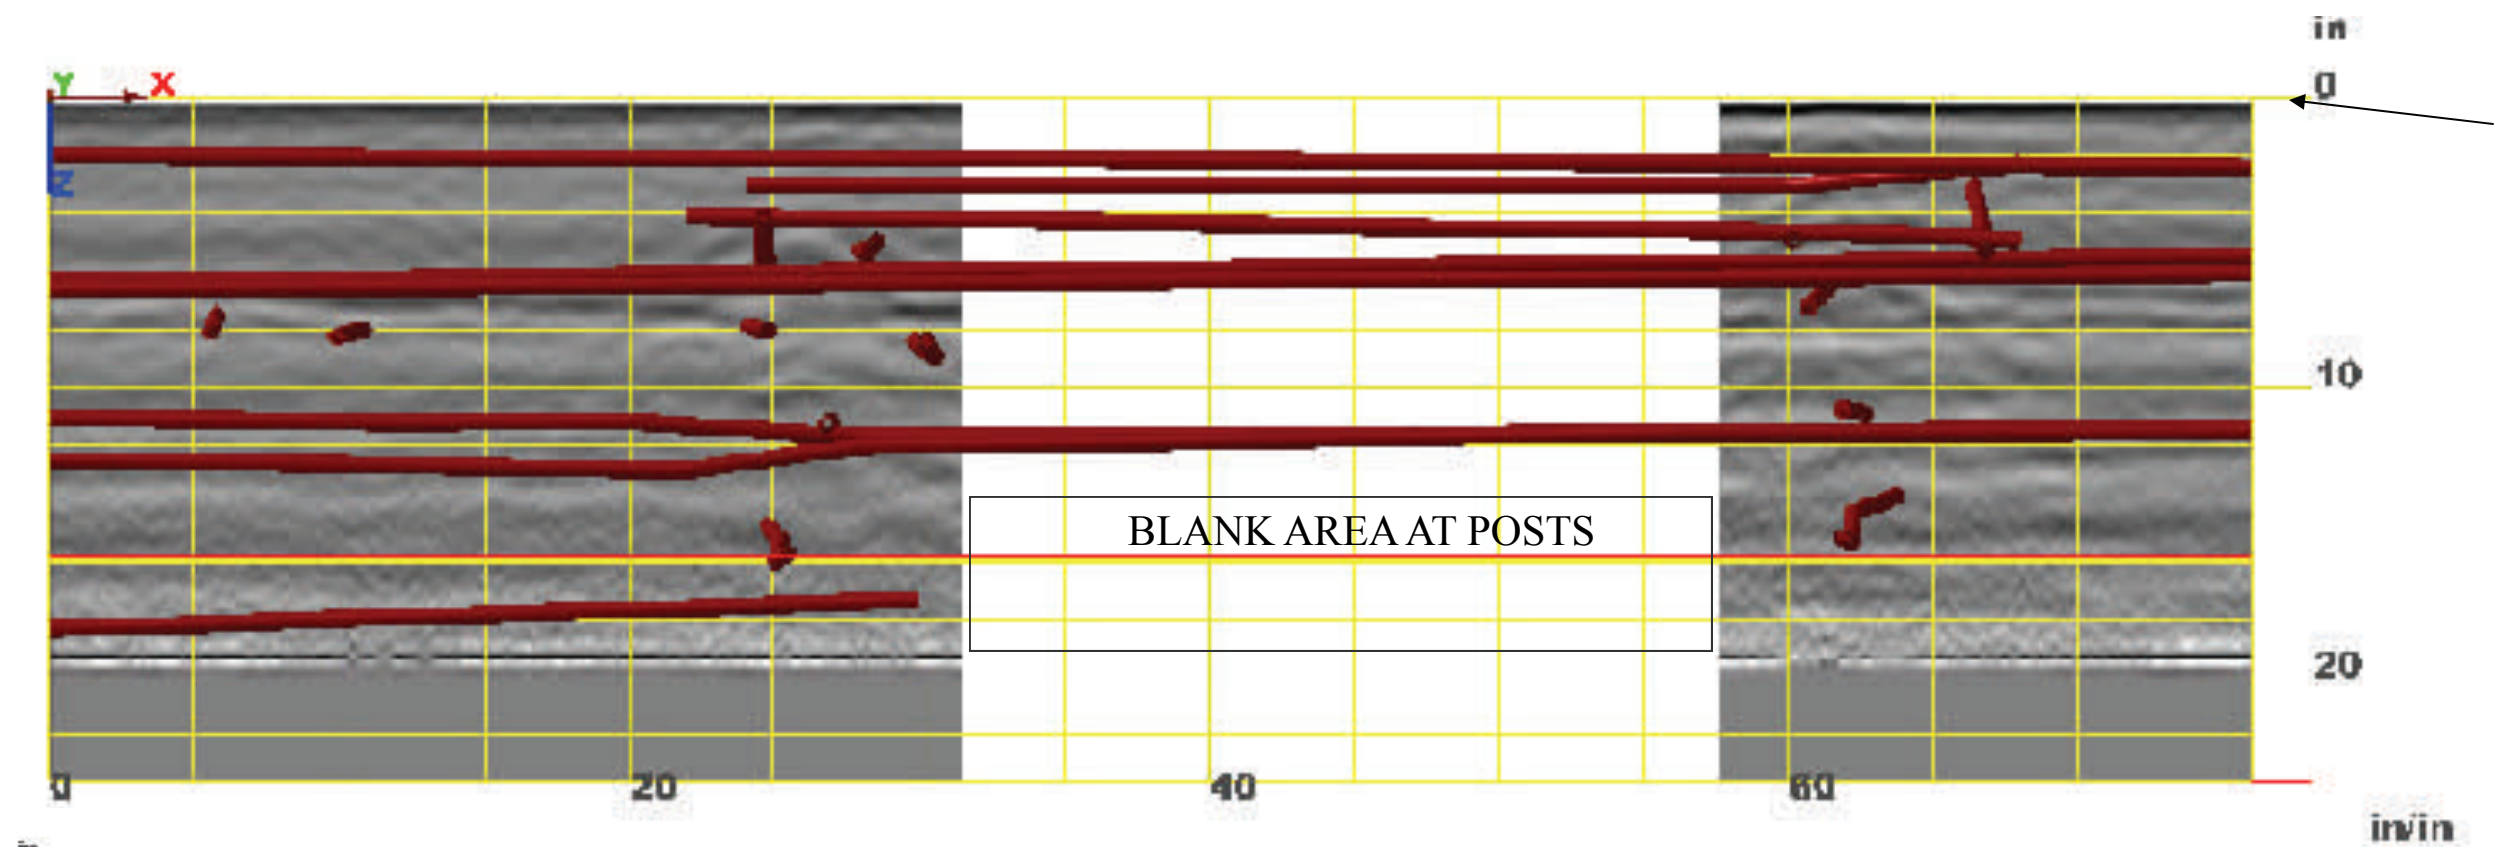 in
0
Y X
Z
10
BLANK AREA AT POSTS
20
0 20 40 60
in/in